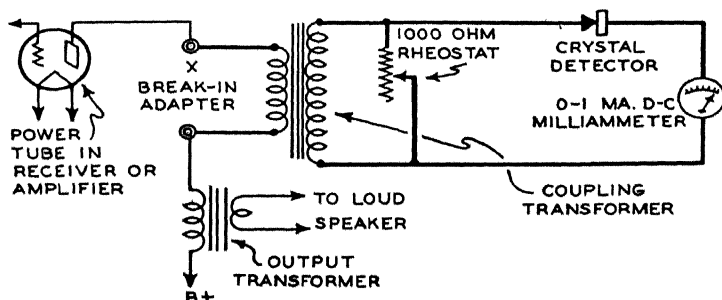 1000 OHM
RHEOSTAT
CRYSTAL
DETECTOR
X
BREAK-IN
ADAPTER
0-1 MA. D-C
MILLIAMMETER
POWER
TUBE IN
RECEIVER OR
AMPLIFIER
TO LOUD
SPEAKER
COUPLING
TRANSFORMER
OUTPUT
TRANSFORMER
B+